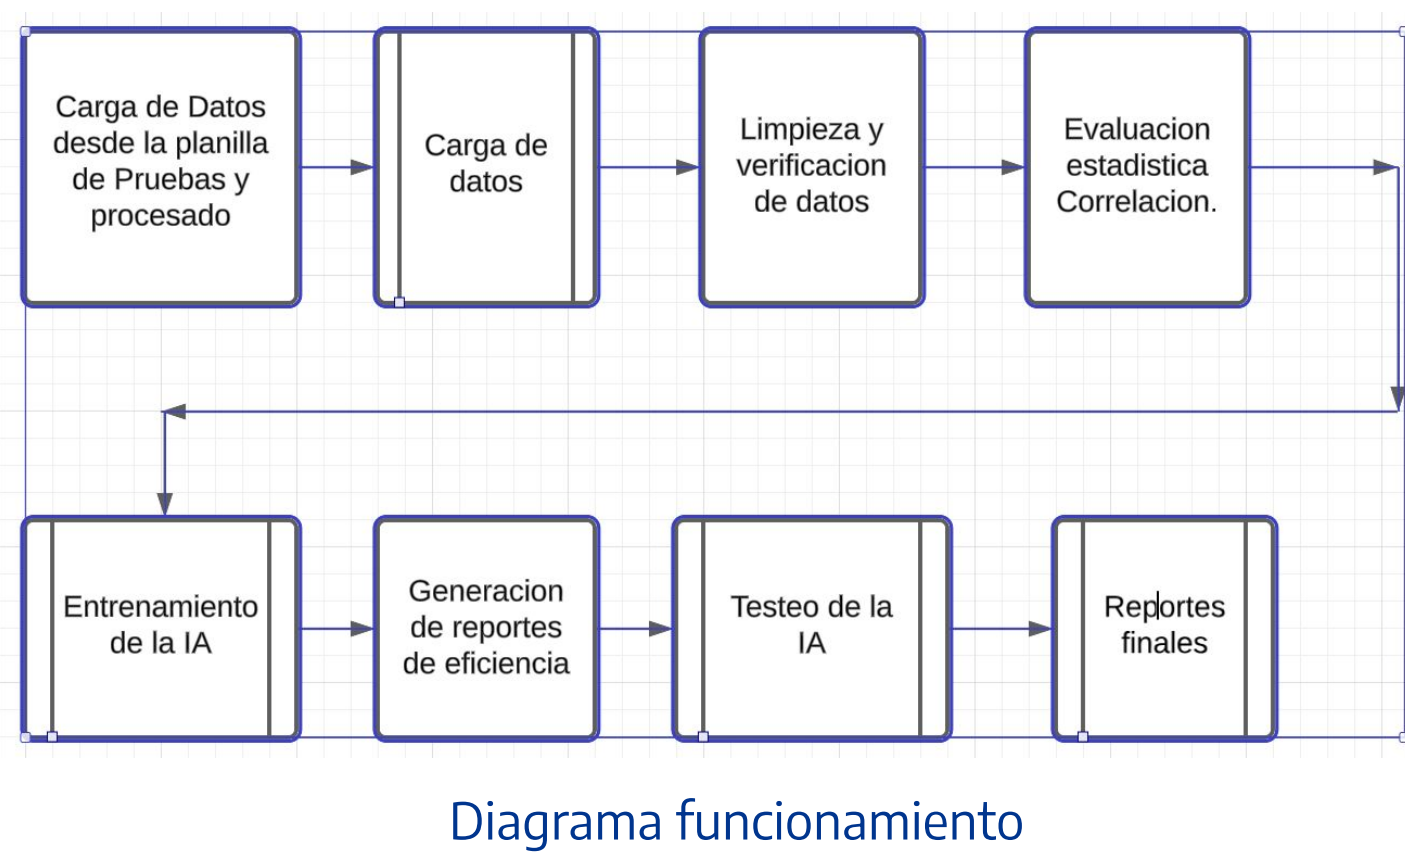 Carga de Datos
desde la planilla
de Pruebas y
procesado
Carga de
datos
Limpieza y
verificacion
de datos
Evaluacion
estadistica
Correlacion.
Entrenamiento
de la IA
Generacion
de reportes
de eficiencia
Testeo de la
IA
Reportes
finales
Diagrama funcionamiento